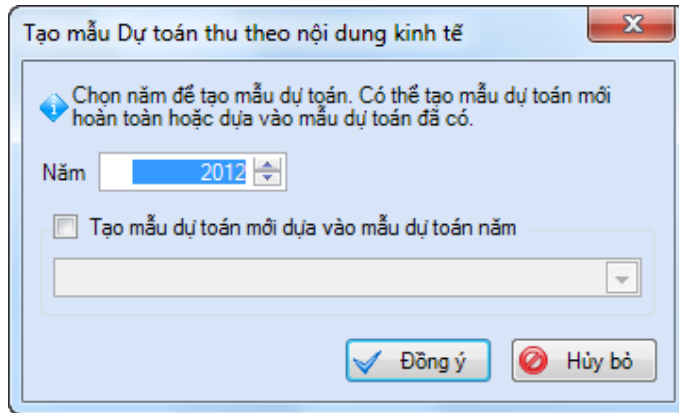 Tạo mẫu Dự toán thu theo nội dung kinh tế
Chọn năm để tạo mẫu dự toán. Có thể tạo mẫu dự toán mới
hoàn toàn hoặc dựa vào mẫu dự toán đã có.
Năm 2012
Tạo mẫu dự toán mới dựa vào mẫu dự toán năm
Đồng ý Hủy bỏ